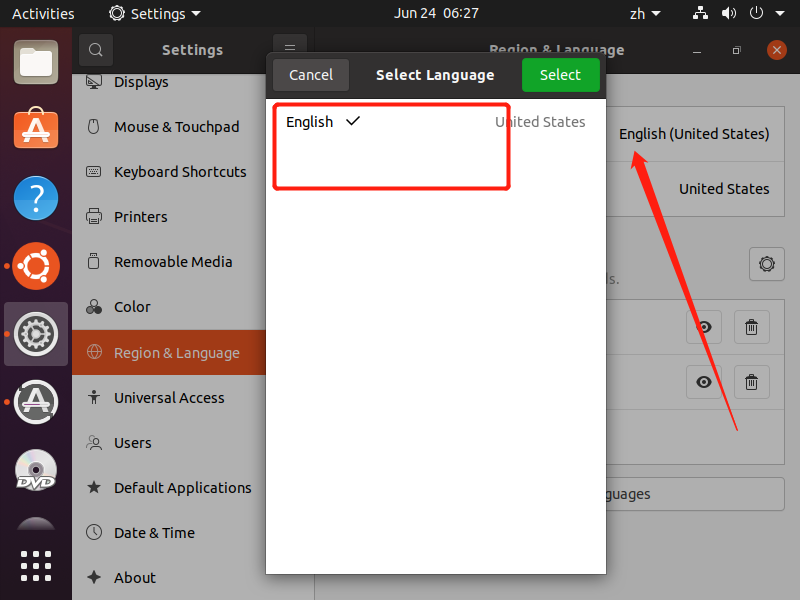 Activities Settings Jun 24 06:27 zh
Settings
Region & Language
Cancel Select Language Select
Displays
English United States
English (United States)
Mouse & Touchpad
Keyboard Shortcuts
United States
Printers
Removable Media
ls.
Color
Region & Language
Universal Access
Users
Default Applications
guages
DVD
Date & Time
About